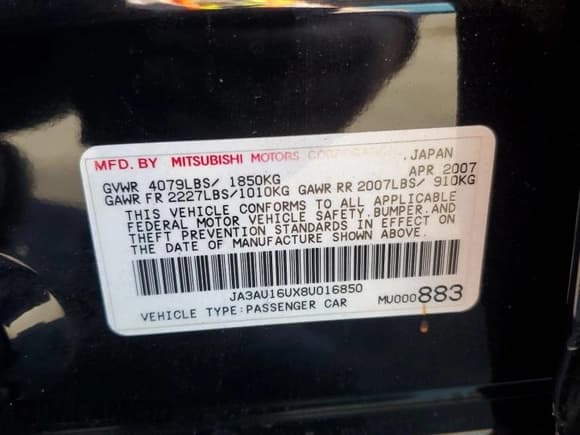 MFD. BY MITSUBISHI MOTORS JAPAN
APR 2007
GVWR 4079LBS/ 1850KG
GAWR FR 2227LBS/1010KG GAWR RR 2007LBS/ 910KG
THIS VEHICLE CONFORMS TO ALL APPLICABLE
FEDERAL MOTOR VEHICLE SAFETY.BUMPER.AND
THEFT PREVENTION STANDARDS IN EFFECT ON
THE DATE OF MANUFACTURE SHOWN ABOVE.
JA3AU16UX8U016850
VEHICLE TYPE:PASSENGER CAR MU000883